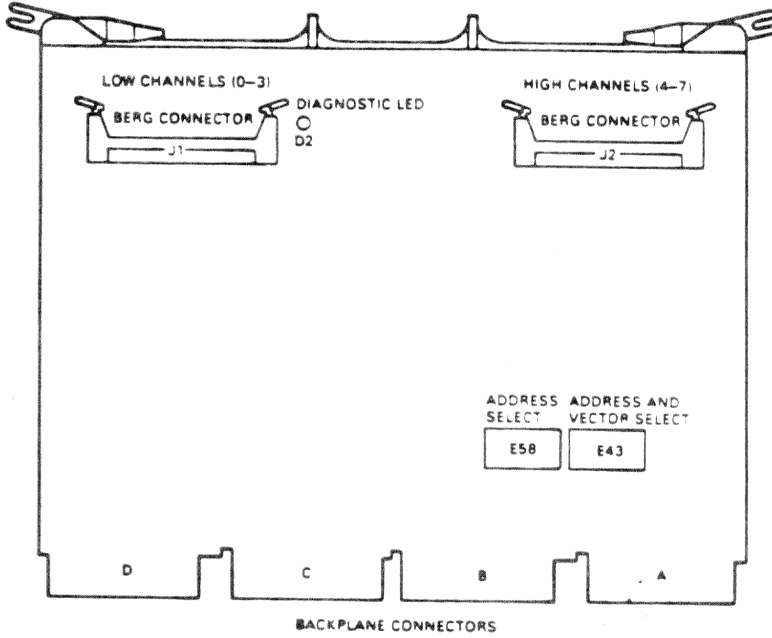 LOW CHANNELS (0–3)
HIGH CHANNELS (4–7)
BERG CONNECTOR
DIAGNOSTIC LED
BERG CONNECTOR
D2
J1
J2
ADDRESS SELECT
ADDRESS AND VECTOR SELECT
E58
E43
D
C
B
A
BACKPLANE CONNECTORS